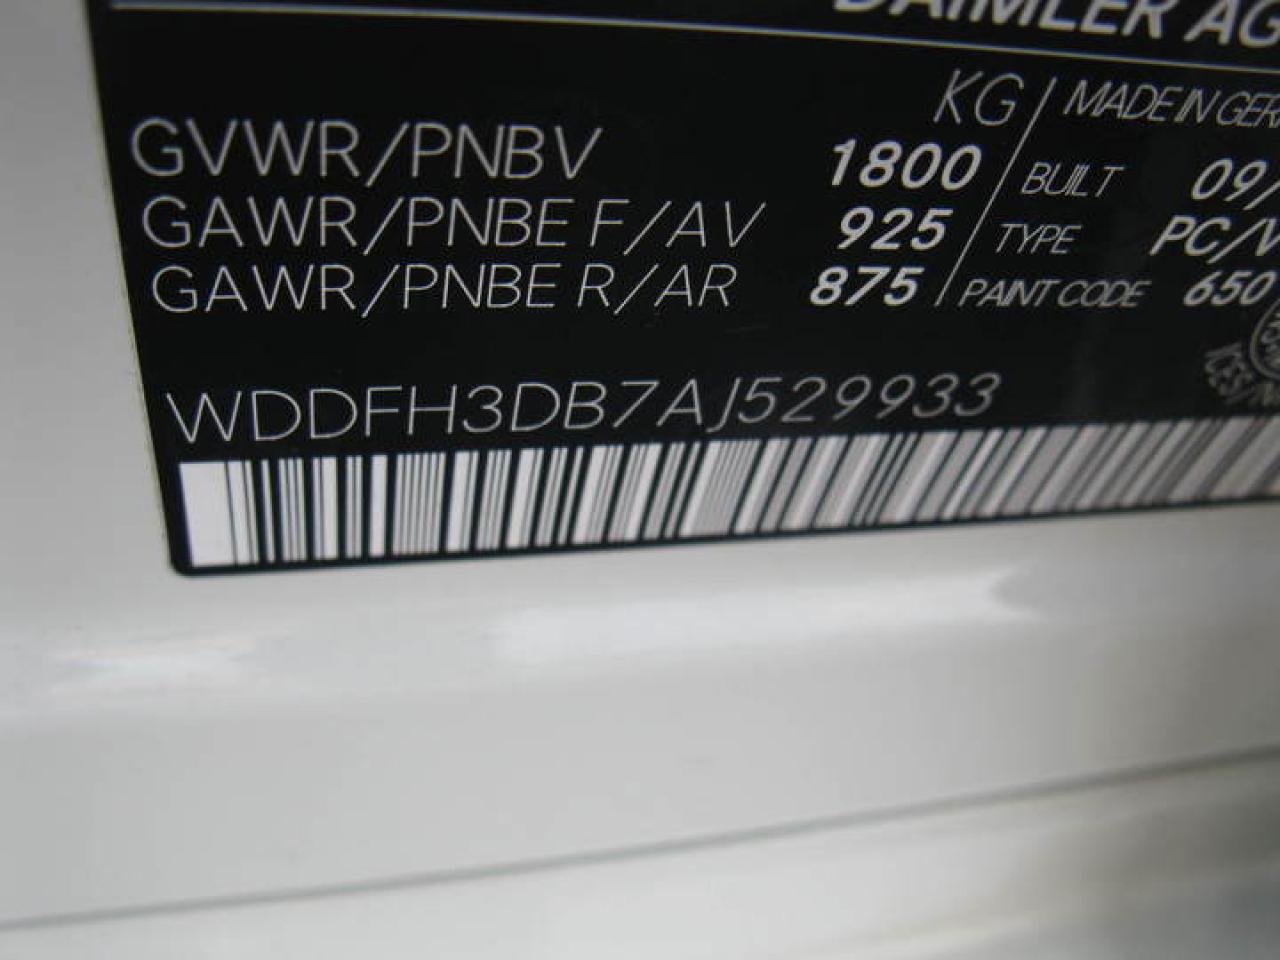 DAIMLER AG
KG / MADE IN GER
GVWR/PNBV 1800 / BUILT 09/
GAWR/PNBE F/AV 925 / TYPE PC/V
GAWR/PNBE R/AR 875 / PAINT CODE 650
WDDFH3DB7AJ529933